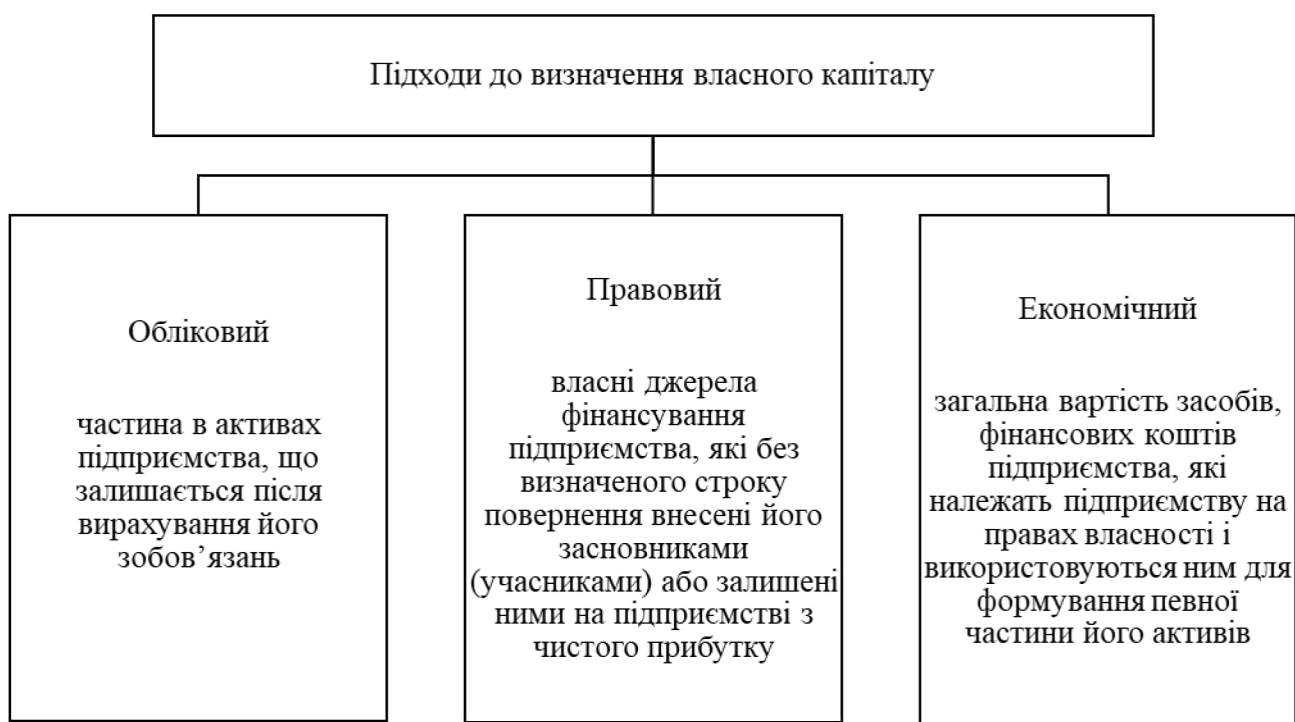 Підходи до визначення власного капіталу
Обліковий
частина в активах
підприємства, що
залишається після
вирахування його
зобов’язань
Правовий
власні джерела
фінансування
підприємства, які без
визначеного строку
повернення внесені його
засновниками
(учасниками) або залишені
ними на підприємстві з
чистого прибутку
Економічний
загальна вартість засобів,
фінансових коштів
підприємства, які
належать підприємству на
правах власності і
використовуються ним для
формування певної
частини його активів